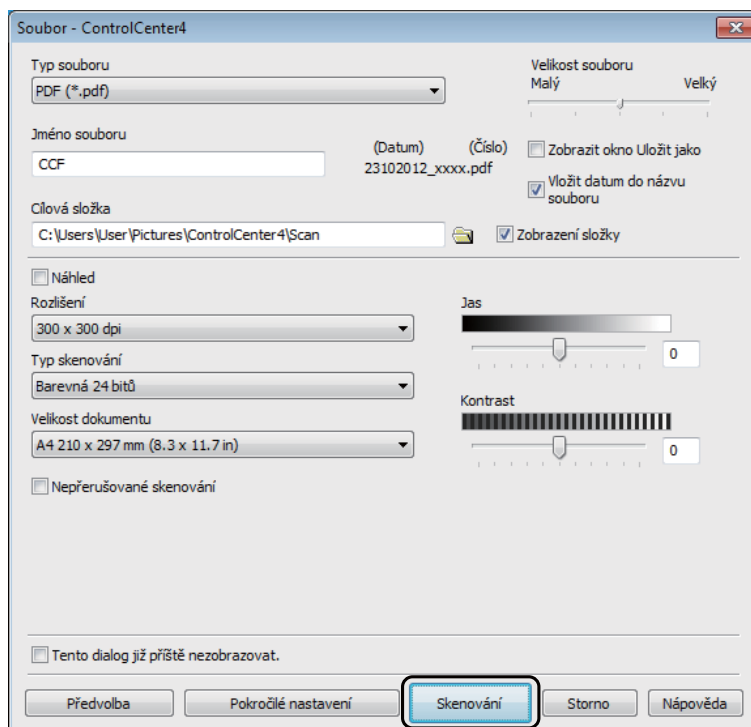 Soubor - ControlCenter4
Typ souboru
PDF (*.pdf)
Velikost souboru
Malý Velký
Jméno souboru
CCF
(Datum) (Číslo)
23102012_xxxx.pdf
Zobrazit okno Uložit jako
Vložit datum do názvu
souboru
Cílová složka
C:\Users\User\Pictures\ControlCenter4\Scan
Zobrazení složky
Náhled
Rozlišení
300 x 300 dpi
Typ skenování
Barevná 24 bitů
Velikost dokumentu
A4 210 x 297 mm (8.3 x 11.7 in)
Nepřerušované skenování
Jas
0
Kontrast
0
Tento dialog již příště nezobrazovat.
Předvolba Pokročilé nastavení Skenování Storno Nápověda